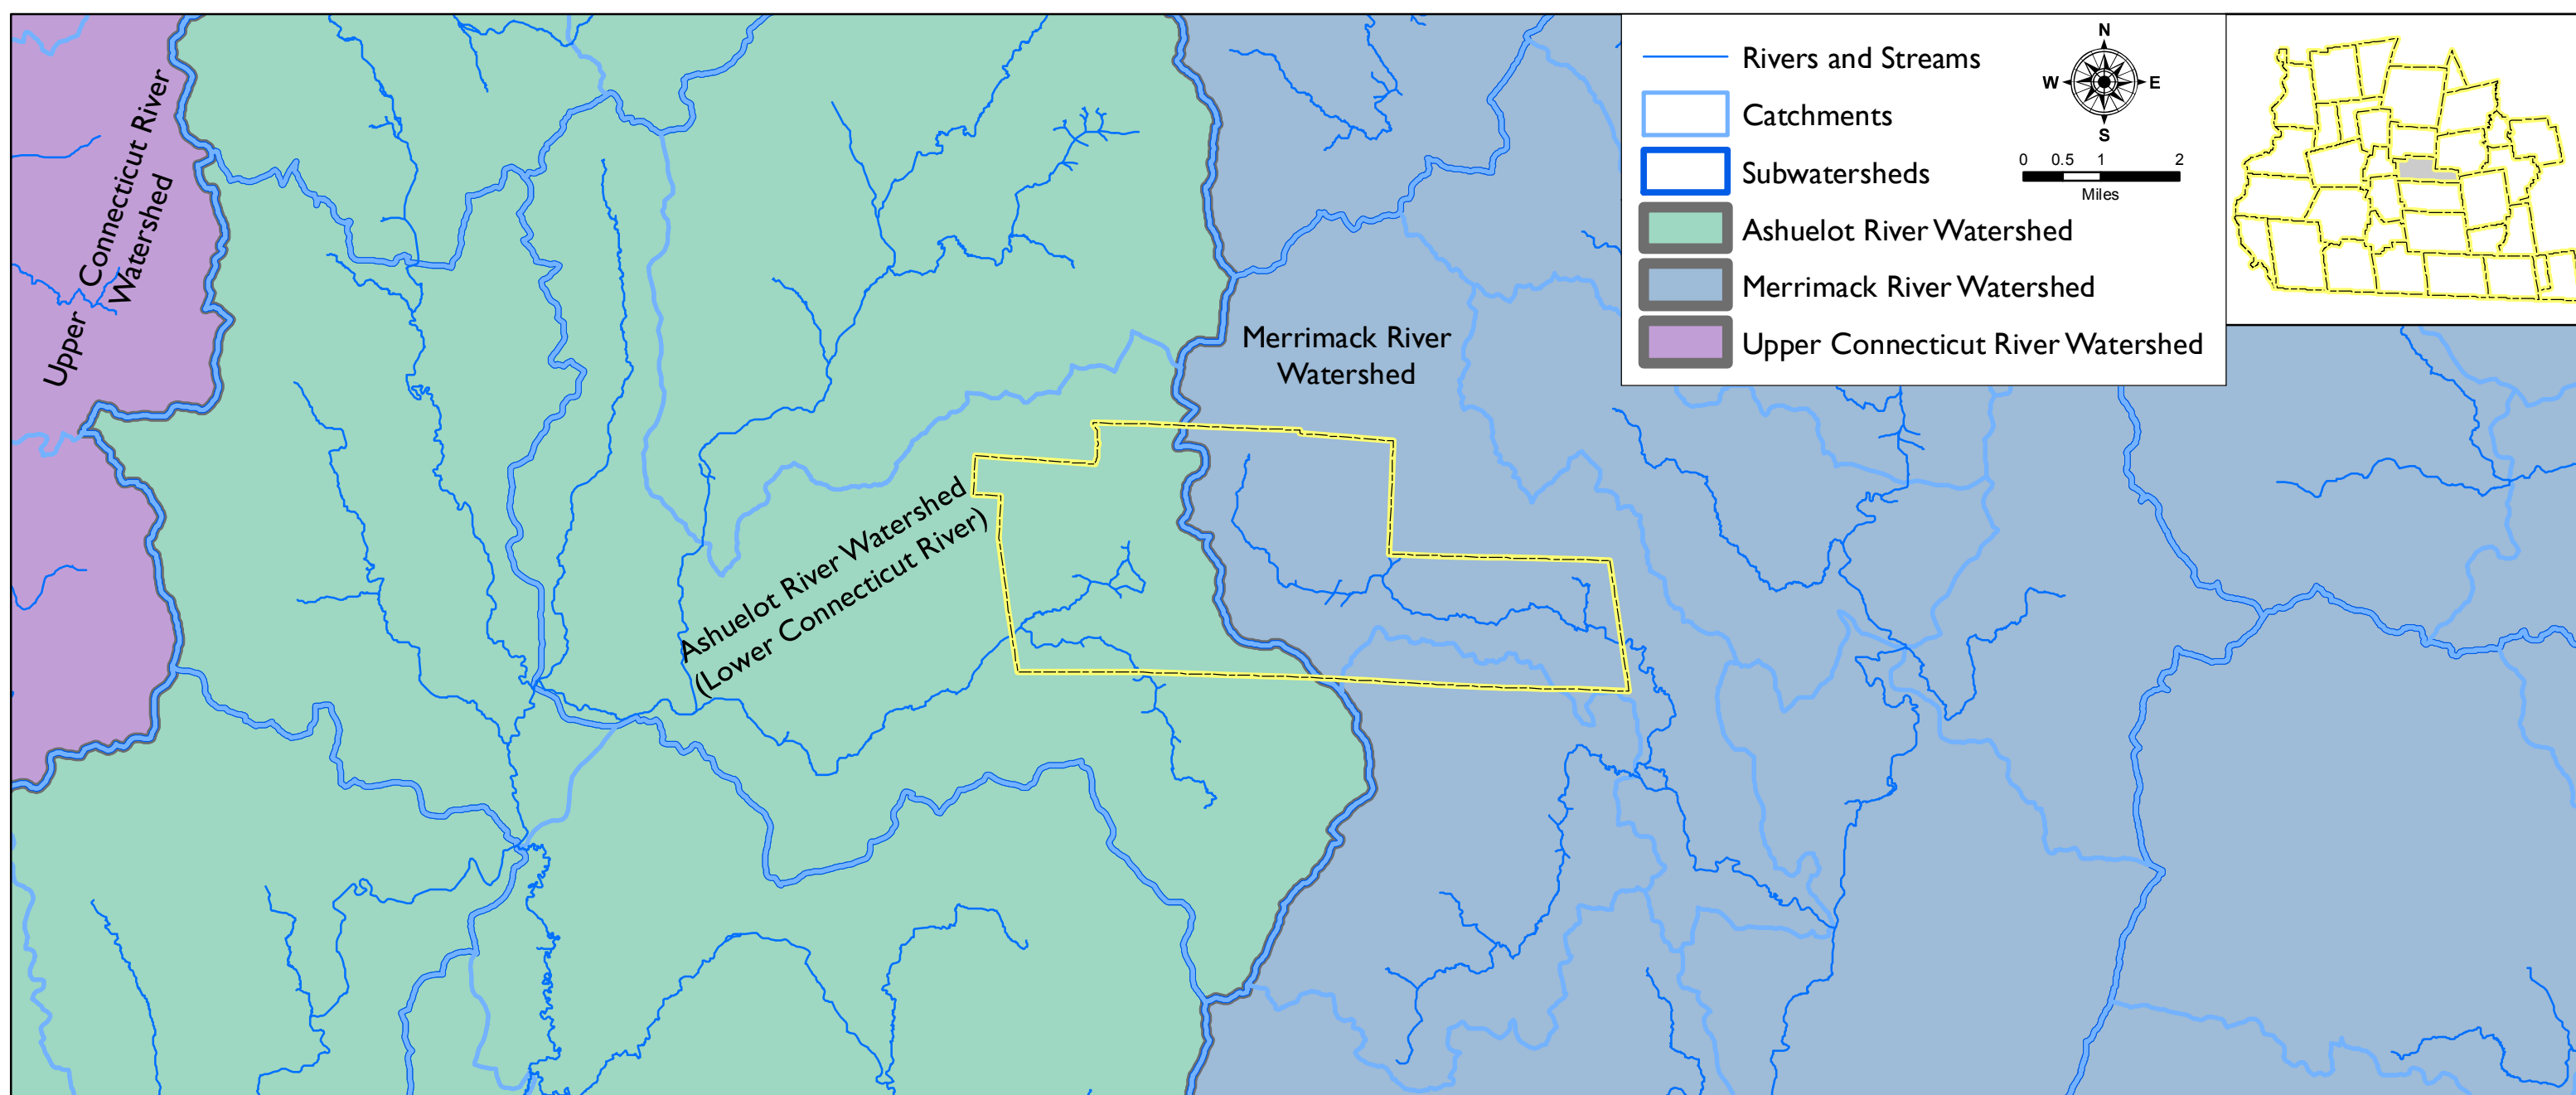 Upper Connecticut River
Watershed
Merrimack River
Watershed
Ashuelot River Watershed
(Lower Connecticut River)
Rivers and Streams
Catchments
Subwatersheds
Ashuelot River Watershed
Merrimack River Watershed
Upper Connecticut River Watershed
N
W E
S
0 0.5 1 2
Miles